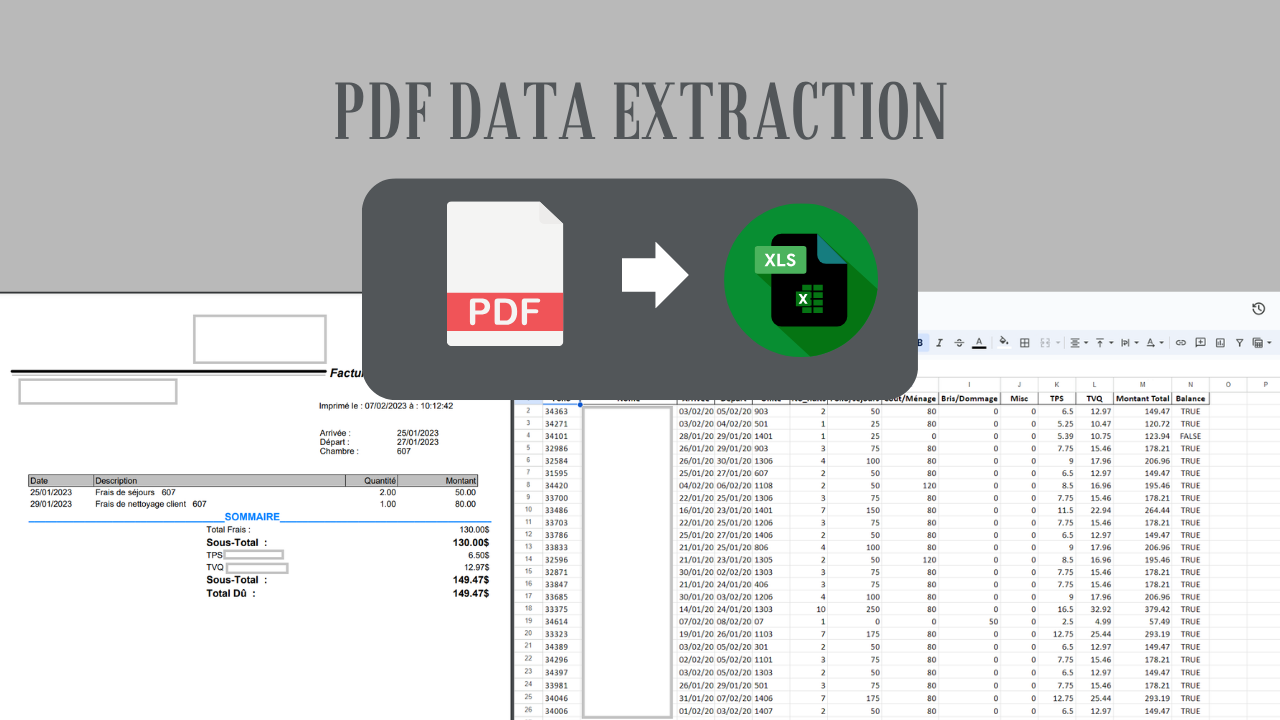 PDF DATA EXTRACTION
PDF
XLS
X
Imprimé le : 07/02/2023 à : 10:12:42
Arrivée : 25/01/2023
Départ : 27/01/2023
Chambre : 607
Date Description Quantité Montant
25/01/2023 Frais de séjours 607 2.00 50.00
29/01/2023 Frais de nettoyage client 607 1.00 80.00
SOMMAIRE
Total Frais : 130.00$
Sous-Total : 130.00$
TPS 6.50$
TVQ 12.97$
Sous-Total : 149.47$
Total Dû : 149.47$
B I S A
I J K L M N O P
Bris/Dommage Misc TPS TVQ Montant Total Balance
2 34363 03/02/20 05/02/20 903 2 50 80 0 0 6.5 12.97 149.47 TRUE
3 34271 03/02/20 04/02/20 501 1 25 80 0 0 5.25 10.47 120.72 TRUE
4 34101 28/01/20 29/01/20 1401 1 25 0 0 0 5.39 10.75 123.94 FALSE
5 32986 26/01/20 29/01/20 903 3 75 80 0 0 7.75 15.46 178.21 TRUE
6 32584 26/01/20 30/01/20 1306 4 100 80 0 0 9 17.96 206.96 TRUE
7 31595 25/01/20 27/01/20 607 2 50 80 0 0 6.5 12.97 149.47 TRUE
8 34420 04/02/20 06/02/20 1108 2 50 120 0 0 8.5 16.96 195.46 TRUE
9 33700 22/01/20 25/01/20 1306 3 75 80 0 0 7.75 15.46 178.21 TRUE
10 33486 16/01/20 23/01/20 1401 7 150 80 0 0 11.5 22.94 264.44 TRUE
11 33703 22/01/20 25/01/20 1206 3 75 80 0 0 7.75 15.46 178.21 TRUE
12 33786 25/01/20 27/01/20 1406 2 50 80 0 0 6.5 12.97 149.47 TRUE
13 33833 21/01/20 25/01/20 806 4 100 80 0 0 9 17.96 206.96 TRUE
14 32596 23/01/20 25/01/20 1305 2 50 120 0 0 8.5 16.96 195.46 TRUE
15 32871 30/01/20 02/02/20 1303 3 75 80 0 0 7.75 15.46 178.21 TRUE
16 33847 21/01/20 24/01/20 406 3 75 80 0 0 7.75 15.46 178.21 TRUE
17 33685 30/01/20 03/02/20 1206 4 100 80 0 0 9 17.96 206.96 TRUE
18 33375 14/01/20 24/01/20 1303 10 250 80 0 0 16.5 32.92 379.42 TRUE
19 34614 07/02/20 08/02/20 07 1 0 0 50 0 2.5 4.99 57.49 TRUE
20 33323 19/01/20 26/01/20 1103 7 175 80 0 0 12.75 25.44 293.19 TRUE
21 34389 03/02/20 05/02/20 301 2 50 80 0 0 6.5 12.97 149.47 TRUE
22 34296 02/02/20 05/02/20 1101 3 75 80 0 0 7.75 15.46 178.21 TRUE
23 34397 03/02/20 05/02/20 1303 2 50 80 0 0 6.5 12.97 149.47 TRUE
24 33981 26/01/20 29/01/20 501 3 75 80 0 0 7.75 15.46 178.21 TRUE
25 34046 31/01/20 07/02/20 1406 7 175 80 0 0 12.75 25.44 293.19 TRUE
26 34006 01/02/20 03/02/20 1407 2 50 80 0 0 6.5 12.97 149.47 TRUE